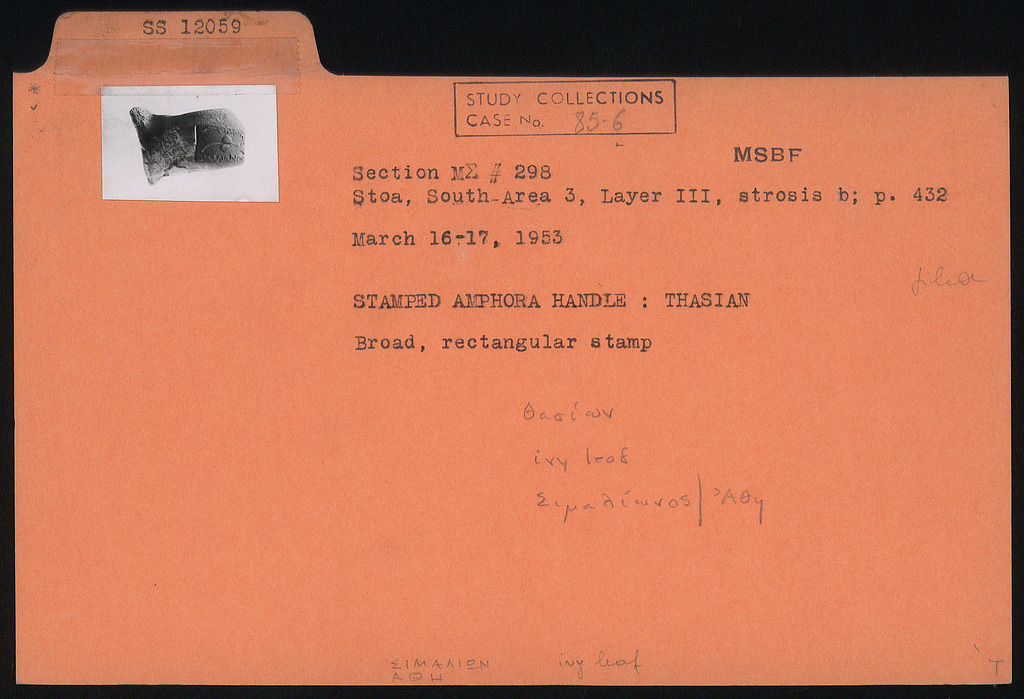 SS 12059
*
STUDY COLLECTIONS
CASE No. 85-6
MSBF
Section ΜΣ # 298
Stoa, South-Area 3, Layer III, strosis b; p. 432
March 16-17, 1953
STAMPED AMPHORA HANDLE : THASIAN
Broad, rectangular stamp
Θασίων
ivy leaf
Σιμαλίωνος| Ἀθη
ΣΙΜΑΛΙΩΝ
ΑΘΗ
ivy leaf
T